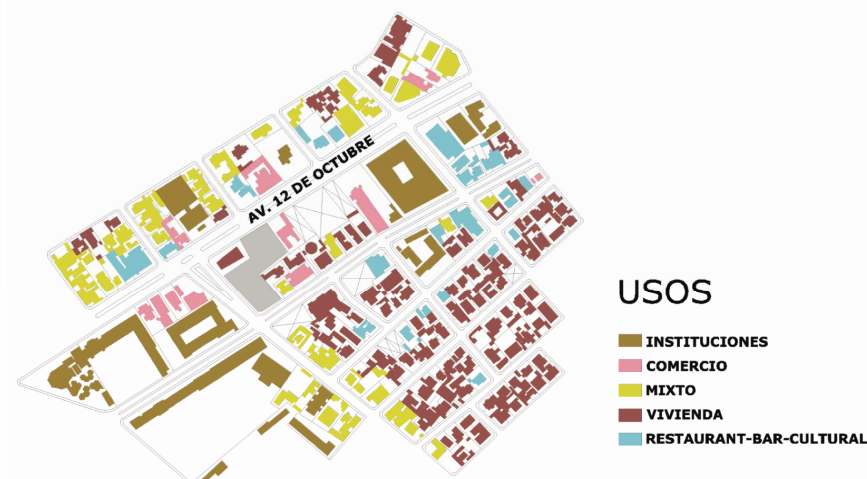 AV. 12 DE OCTUBRE
USOS
INSTITUCIONES
COMERCIO
MIXTO
VIVIENDA
RESTAURANT-BAR-CULTURAL